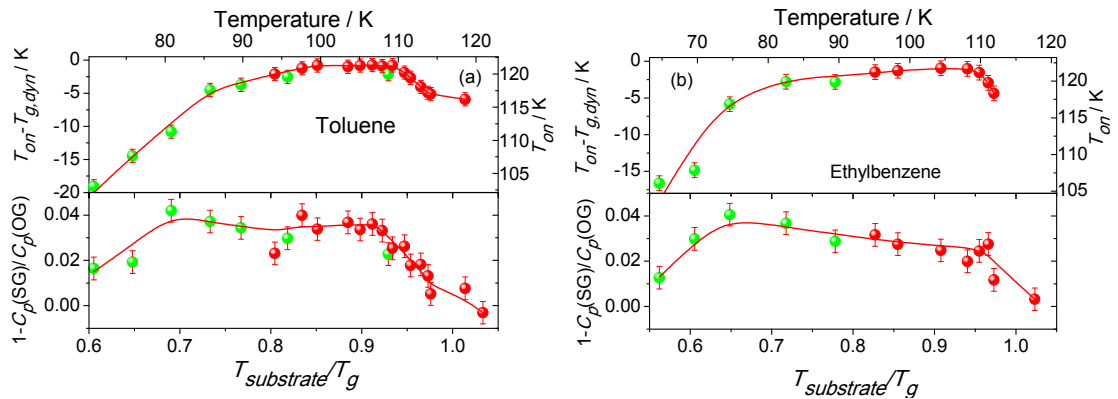 Temperature / K
70 80 90 100 110 120
0
-5
-10
-15
-20
T_on-T_g,dyn / K
(a)
Toluene
120
115
110
105
T_on / K
0.04
0.02
0.00
1-C_p(SG)/C_p(OG)
0.6 0.7 0.8 0.9 1.0
T_substrate/T_g
Temperature / K
70 80 90 100 110 120
0
-5
-10
-15
T_on-T_g,dyn / K
(b)
Ethylbenzene
120
115
110
105
T_on / K
0.04
0.02
0.00
1-C_p(SG)/C_p(OG)
0.6 0.7 0.8 0.9 1.0
T_substrate/T_g